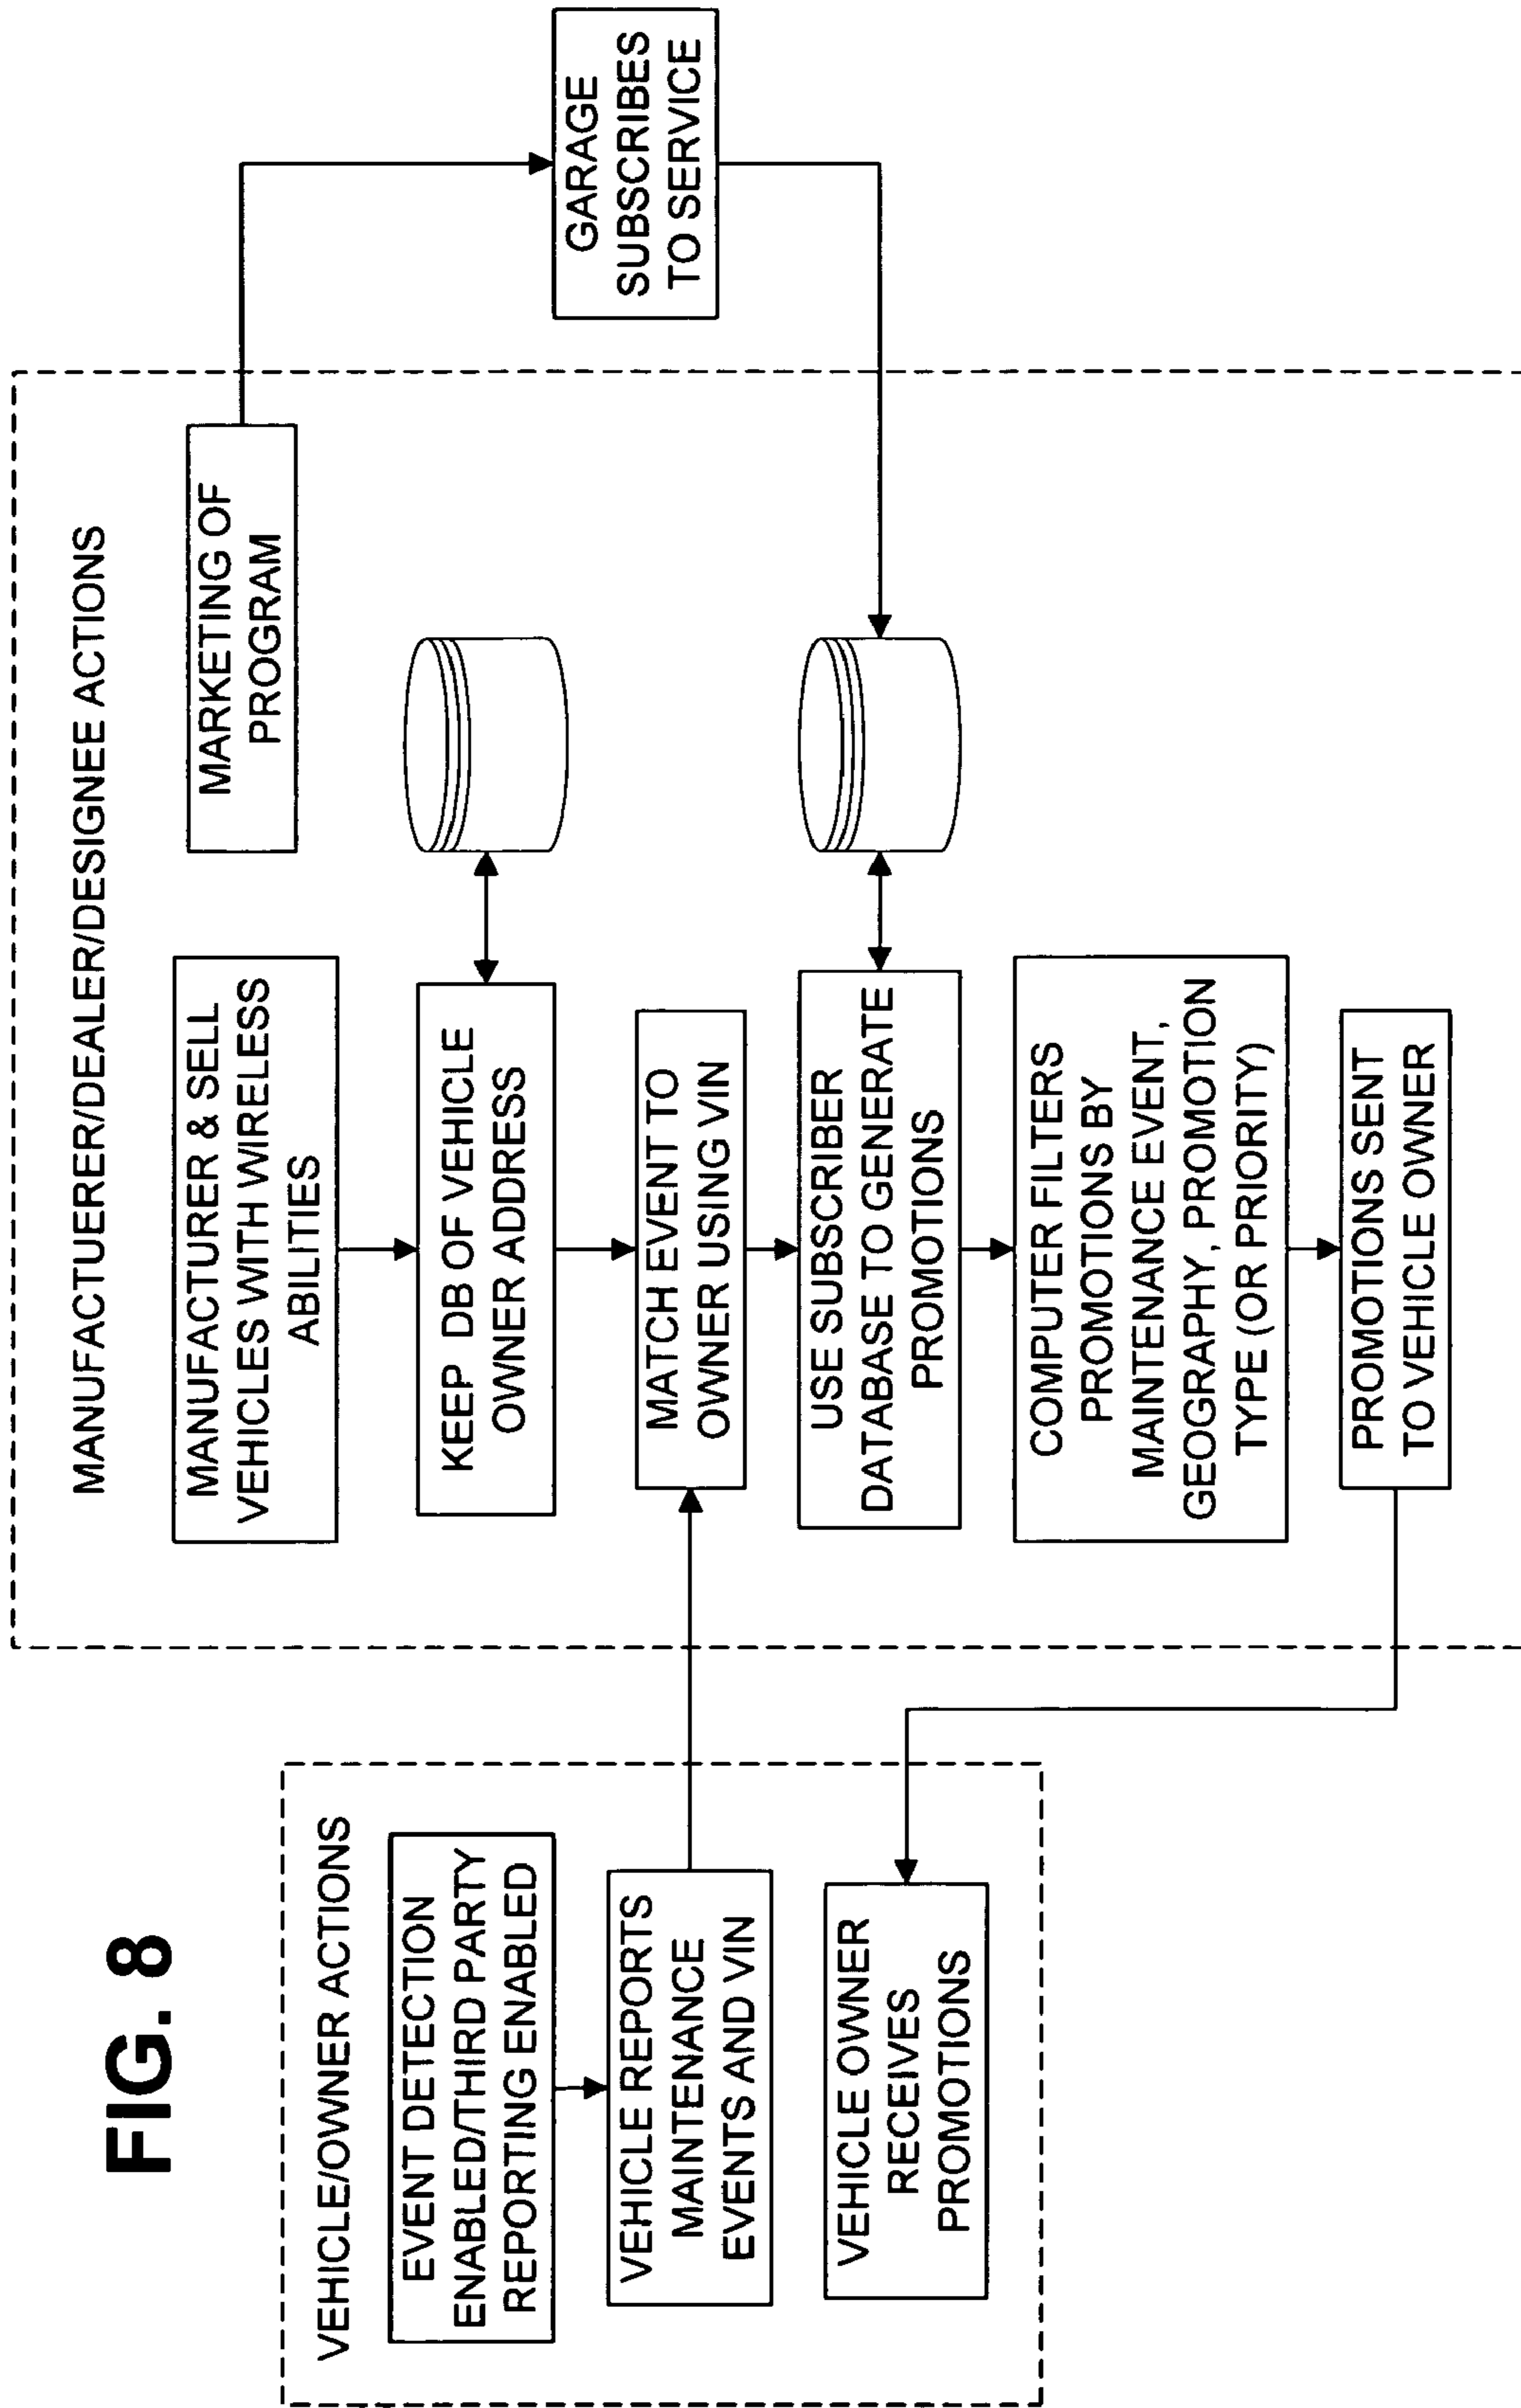 FIG. 8
VEHICLE/OWNER ACTIONS
EVENT DETECTION
ENABLED/THIRD PARTY
REPORTING ENABLED
VEHICLE REPORTS
MAINTENANCE
EVENTS AND VIN
VEHICLE OWNER
RECEIVES
PROMOTIONS
MANUFACTUERER/DEALER/DESIGNEE ACTIONS
MANUFACTURER & SELL
VEHICLES WITH WIRELESS
ABILITIES
KEEP DB OF VEHICLE
OWNER ADDRESS
MATCH EVENT TO
OWNER USING VIN
USE SUBSCRIBER
DATABASE TO GENERATE
PROMOTIONS
COMPUTER FILTERS
PROMOTIONS BY
MAINTENANCE EVENT,
GEOGRAPHY, PROMOTION
TYPE (OR PRIORITY)
PROMOTIONS SENT
TO VEHICLE OWNER
MARKETING OF
PROGRAM
GARAGE
SUBSCRIBES
TO SERVICE